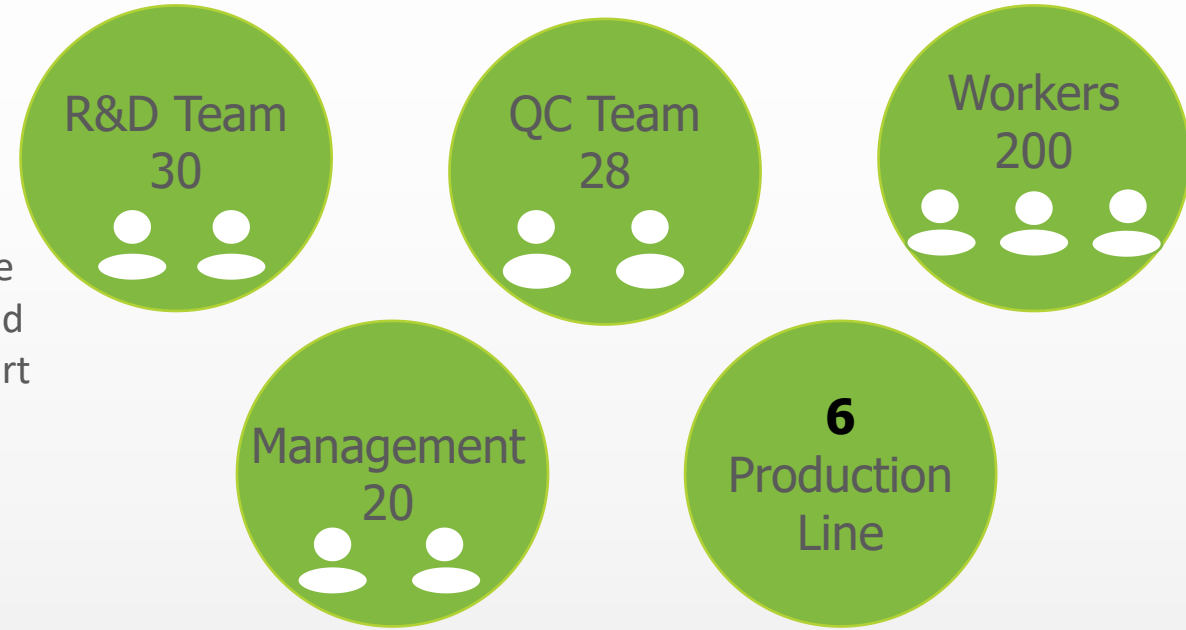 R&D Team
30
QC Team
28
Workers
200
Management
20
6
Production
Line